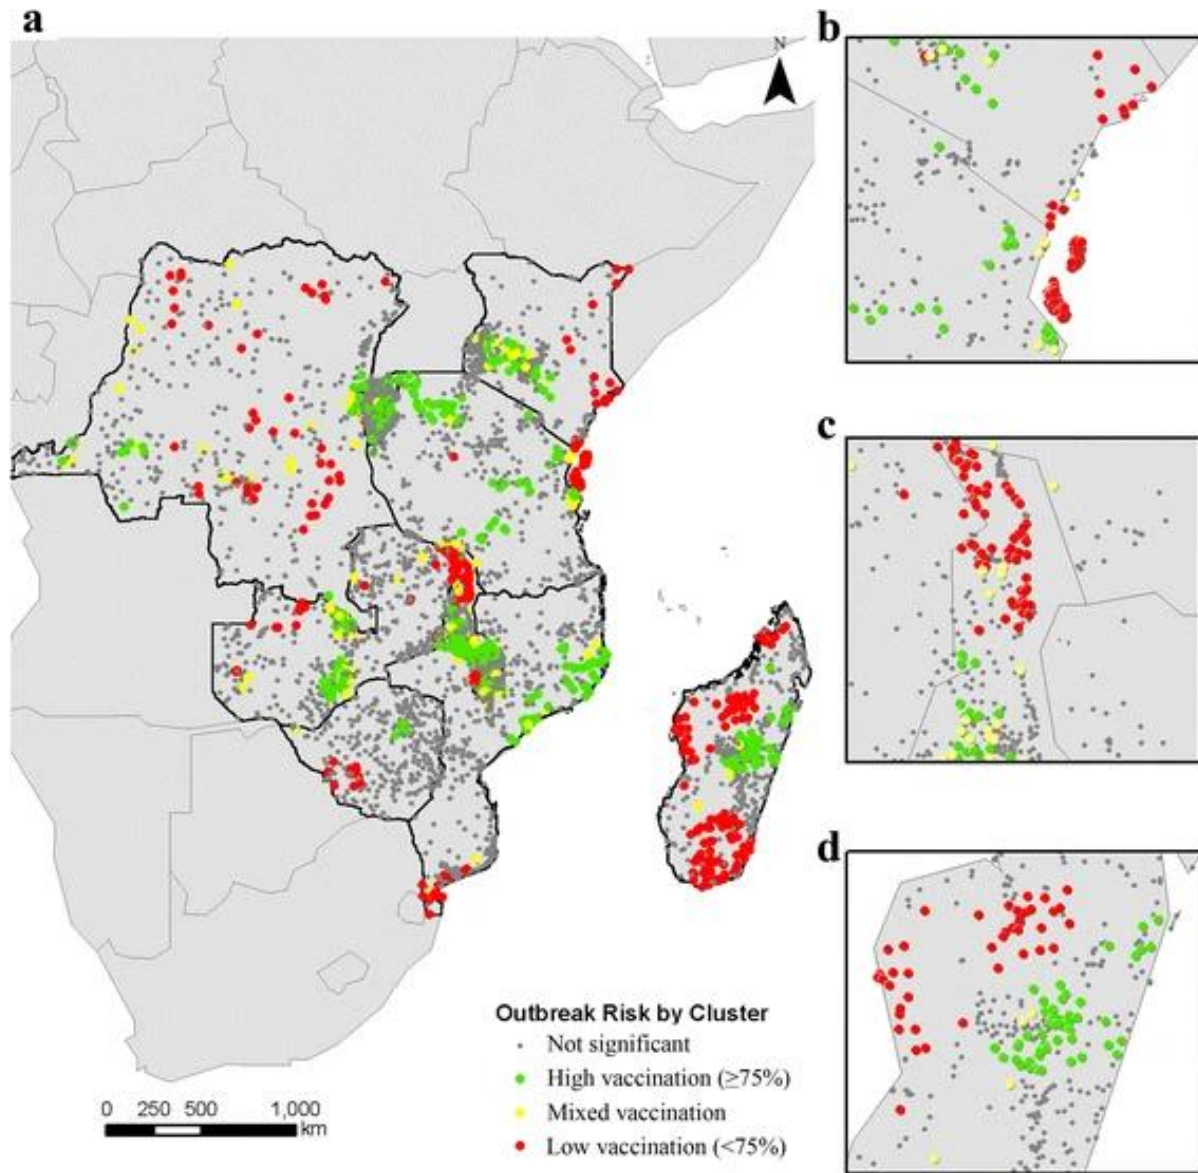 a
b
N
c
d
Outbreak Risk by Cluster
Not significant
High vaccination (≥75%)
Mixed vaccination
Low vaccination (<75%)
0 250 500 1,000
km